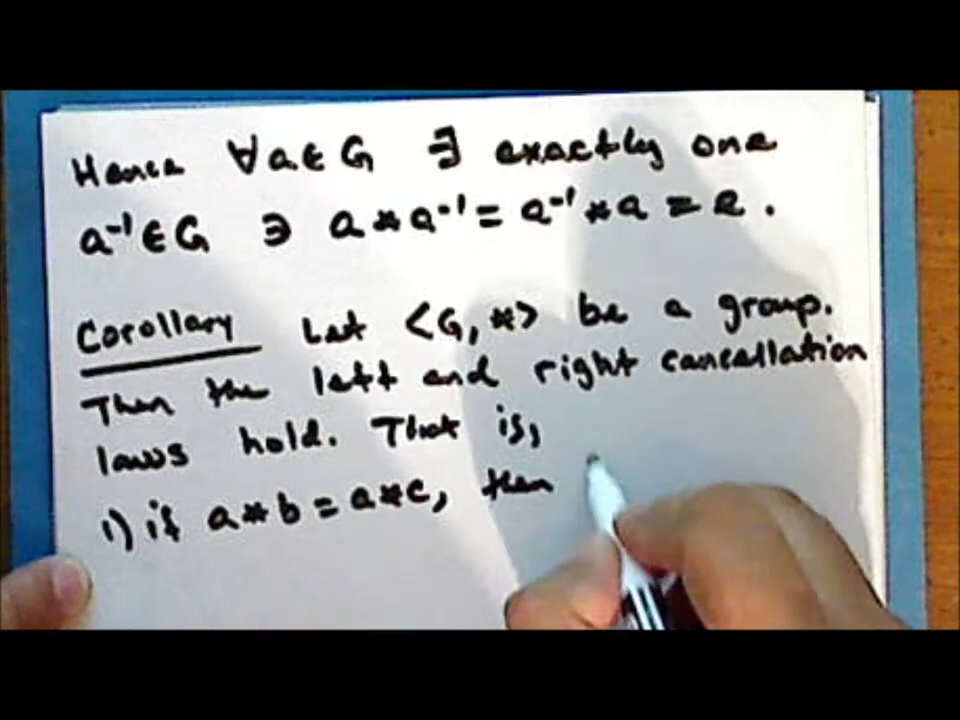 Hence ∀a∈G ∃ exactly one
a⁻¹∈G ∋ a*a⁻¹=a⁻¹*a=e.
Corollary Let <G,*> be a group.
Then the left and right cancellation
laws hold. That is,
1) if a*b=a*c, then